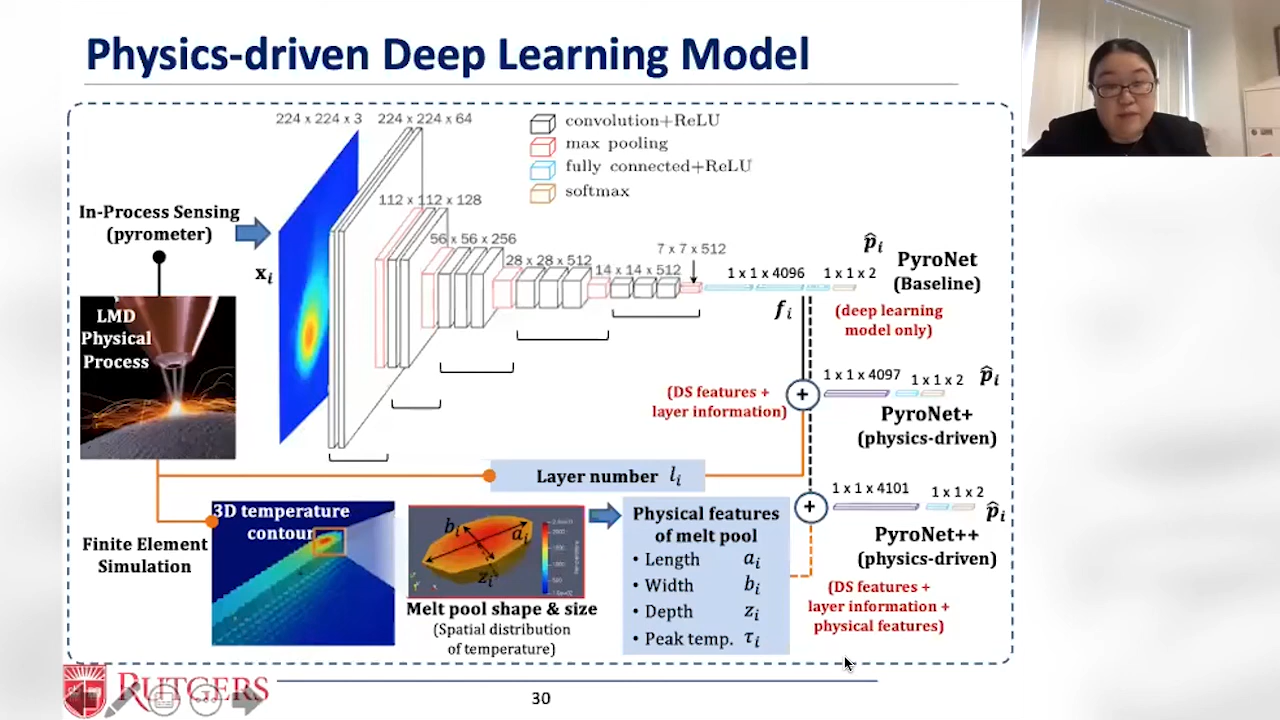 Physics-driven Deep Learning Model
224 x 224 x 3
224 x 224 x 64
convolution+ReLU
max pooling
fully connected+ReLU
softmax
112 x 112 x 128
56 x 56 x 256
28 x 28 x 512
14 x 14 x 512
7 x 7 x 512
1 x 1 x 4096
1 x 1 x 2
p̂ᵢ
PyroNet
(Baseline)
(deep learning
model only)
In-Process Sensing
(pyrometer)
xᵢ
fᵢ
LMD
Physical
Process
(DS features +
layer information)
+
1 x 1 x 4097
1 x 1 x 2
p̂ᵢ
PyroNet+
(physics-driven)
Layer number lᵢ
+
1 x 1 x 4101
1 x 1 x 2
p̂ᵢ
PyroNet++
(physics-driven)
(DS features +
layer information +
physical features)
Finite Element
Simulation
3D temperature
contour
bᵢ
aᵢ
zᵢ
Melt pool shape & size
(Spatial distribution
of temperature)
Physical features
of melt pool
• Length aᵢ
• Width bᵢ
• Depth zᵢ
• Peak temp. τᵢ
RUTGERS
30